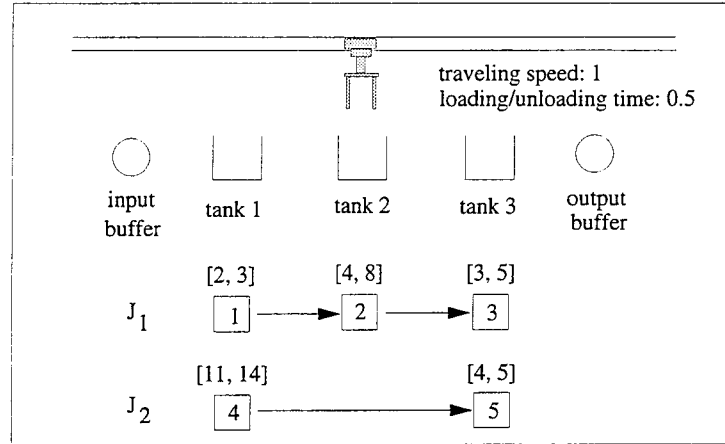 traveling speed: 1
loading/unloading time: 0.5
input buffer
tank 1
tank 2
tank 3
output buffer
[2, 3] [4, 8] [3, 5]
J1 1 2 3
[11, 14] [4, 5]
J2 4 5